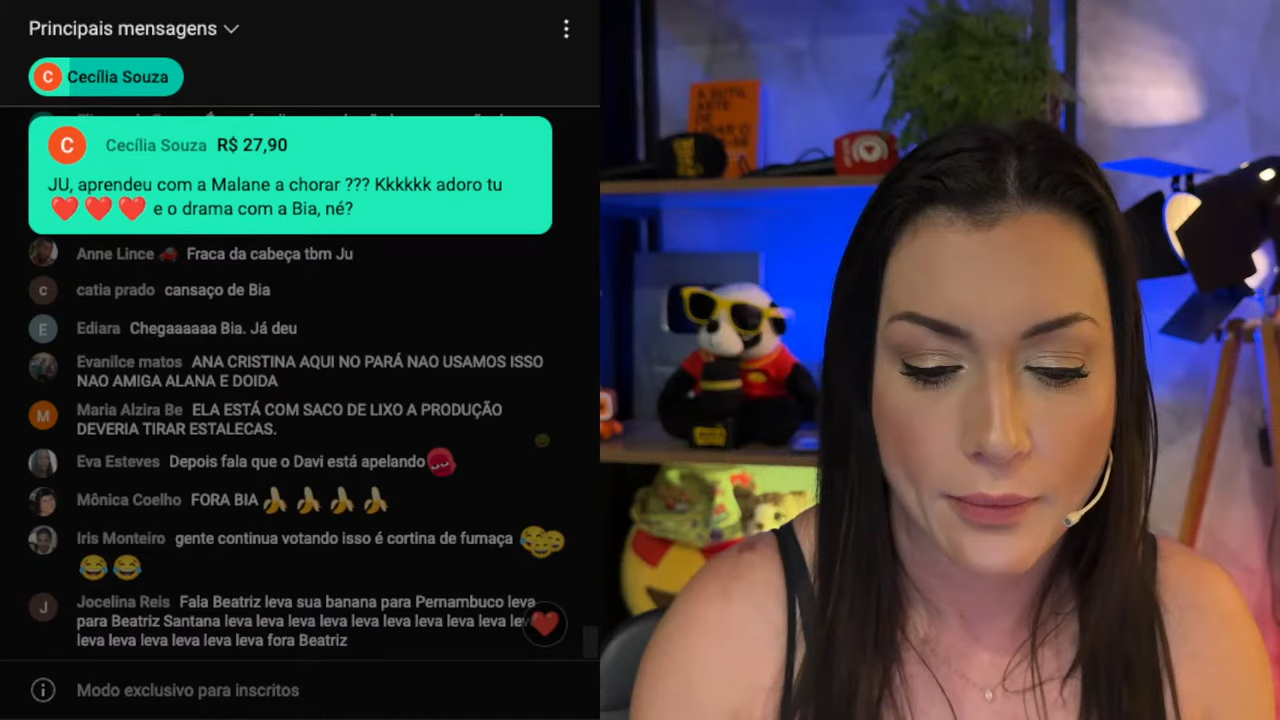 Principais mensagens
C Cecília Souza
C Cecília Souza R$ 27,90
JU, aprendeu com a Malane a chorar ??? Kkkkkk adoro tu
❤️ ❤️ ❤️ e o drama com a Bia, né?
Anne Lince Fraca da cabeça tbm Ju
c catia prado cansaço de Bia
E Ediara Chegaaaaaa Bia. Já deu
Evanilce matos ANA CRISTINA AQUI NO PARÁ NAO USAMOS ISSO
NAO AMIGA ALANA E DOIDA
M Maria Alzira Be ELA ESTÁ COM SACO DE LIXO A PRODUÇÃO
DEVERIA TIRAR ESTALECAS.
Eva Esteves Depois fala que o Davi está apelando
Mônica Coelho FORA BIA 🍌 🍌 🍌 🍌
Iris Monteiro gente continua votando isso é cortina de fumaça
😂 😂
J Jocelina Reis Fala Beatriz leva sua banana para Pernambuco leva
para Beatriz Santana leva leva leva leva leva leva leva leva leva leva
leva leva leva leva leva leva fora Beatriz
Modo exclusivo para inscritos
A SUTIL